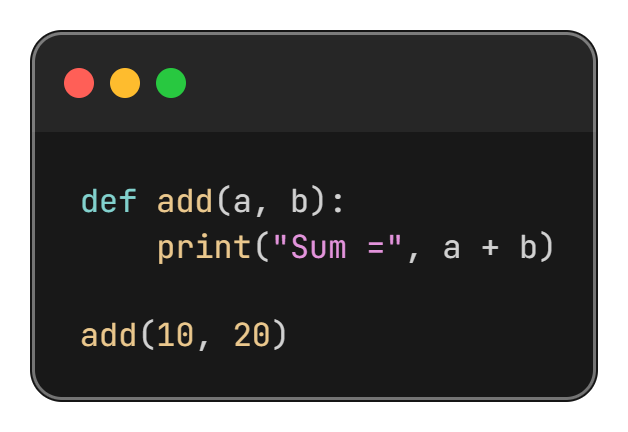 def add(a, b):
    print("Sum =", a + b)

add(10, 20)